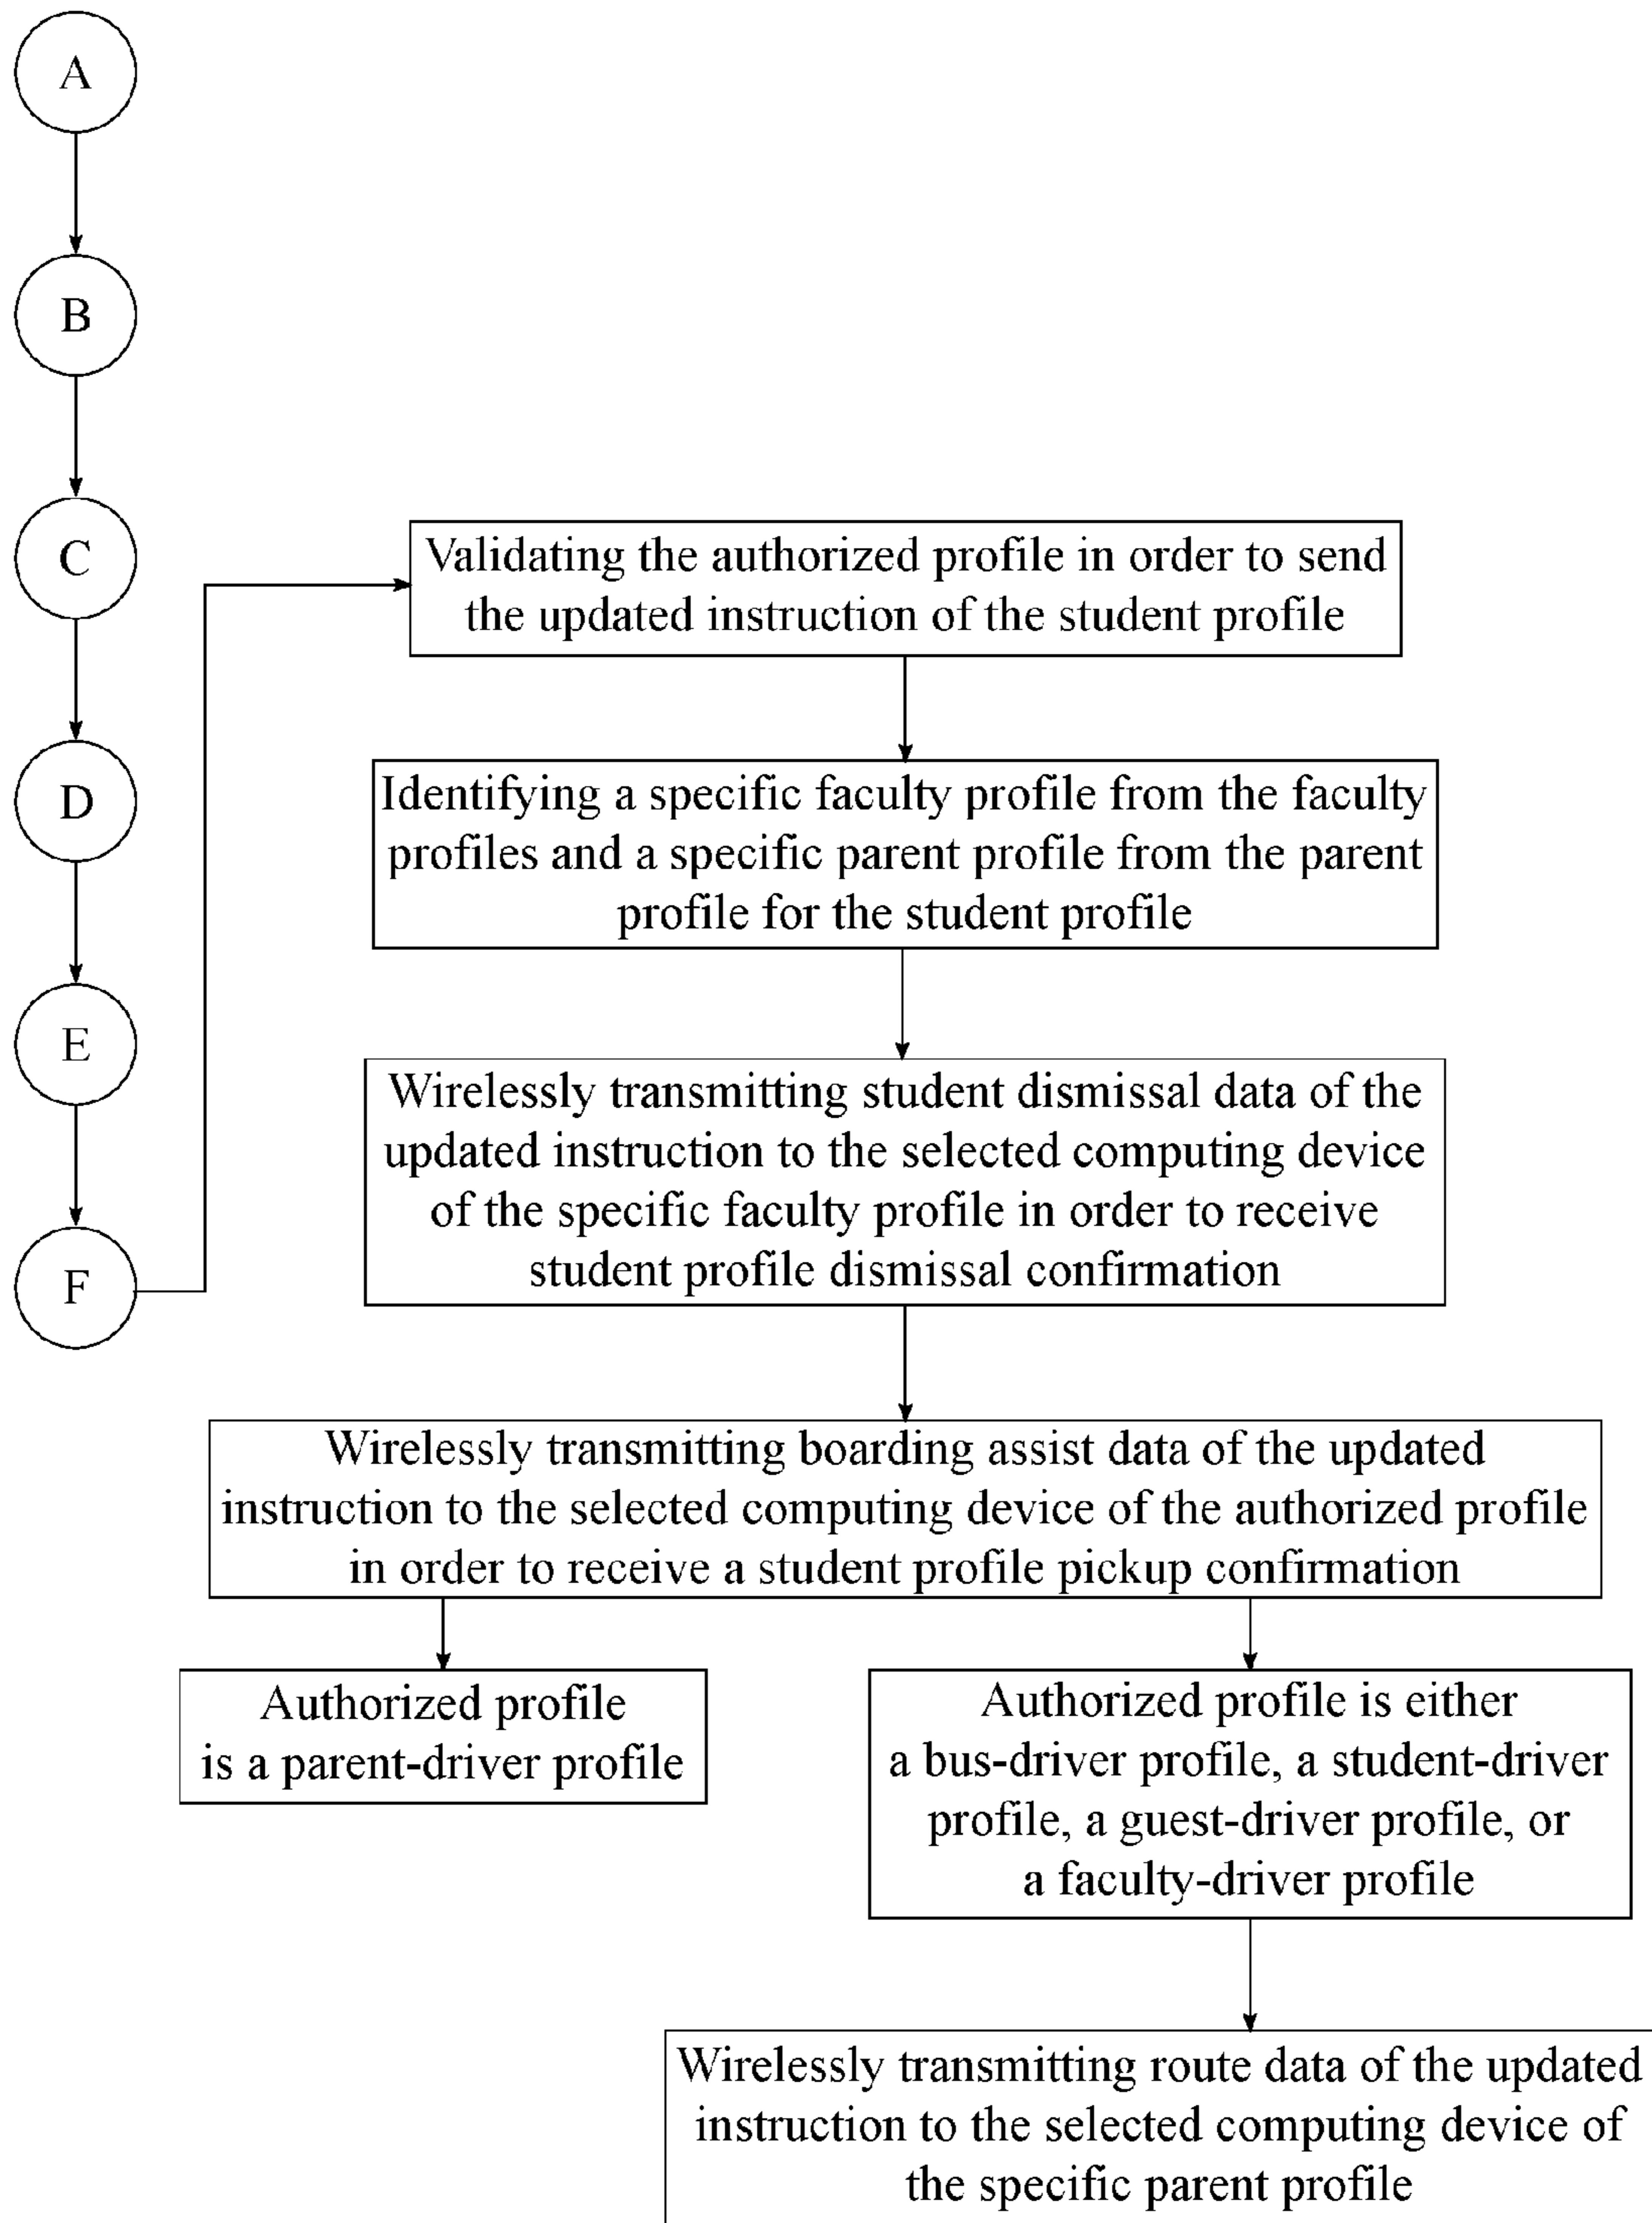 A
B
C
D
E
F
Validating the authorized profile in order to send
the updated instruction of the student profile
Identifying a specific faculty profile from the faculty
profiles and a specific parent profile from the parent
profile for the student profile
Wirelessly transmitting student dismissal data of the
updated instruction to the selected computing device
of the specific faculty profile in order to receive
student profile dismissal confirmation
Wirelessly transmitting boarding assist data of the updated
instruction to the selected computing device of the authorized profile
in order to receive a student profile pickup confirmation
Authorized profile
is a parent-driver profile
Authorized profile is either
a bus-driver profile, a student-driver
profile, a guest-driver profile, or
a faculty-driver profile
Wirelessly transmitting route data of the updated
instruction to the selected computing device of
the specific parent profile